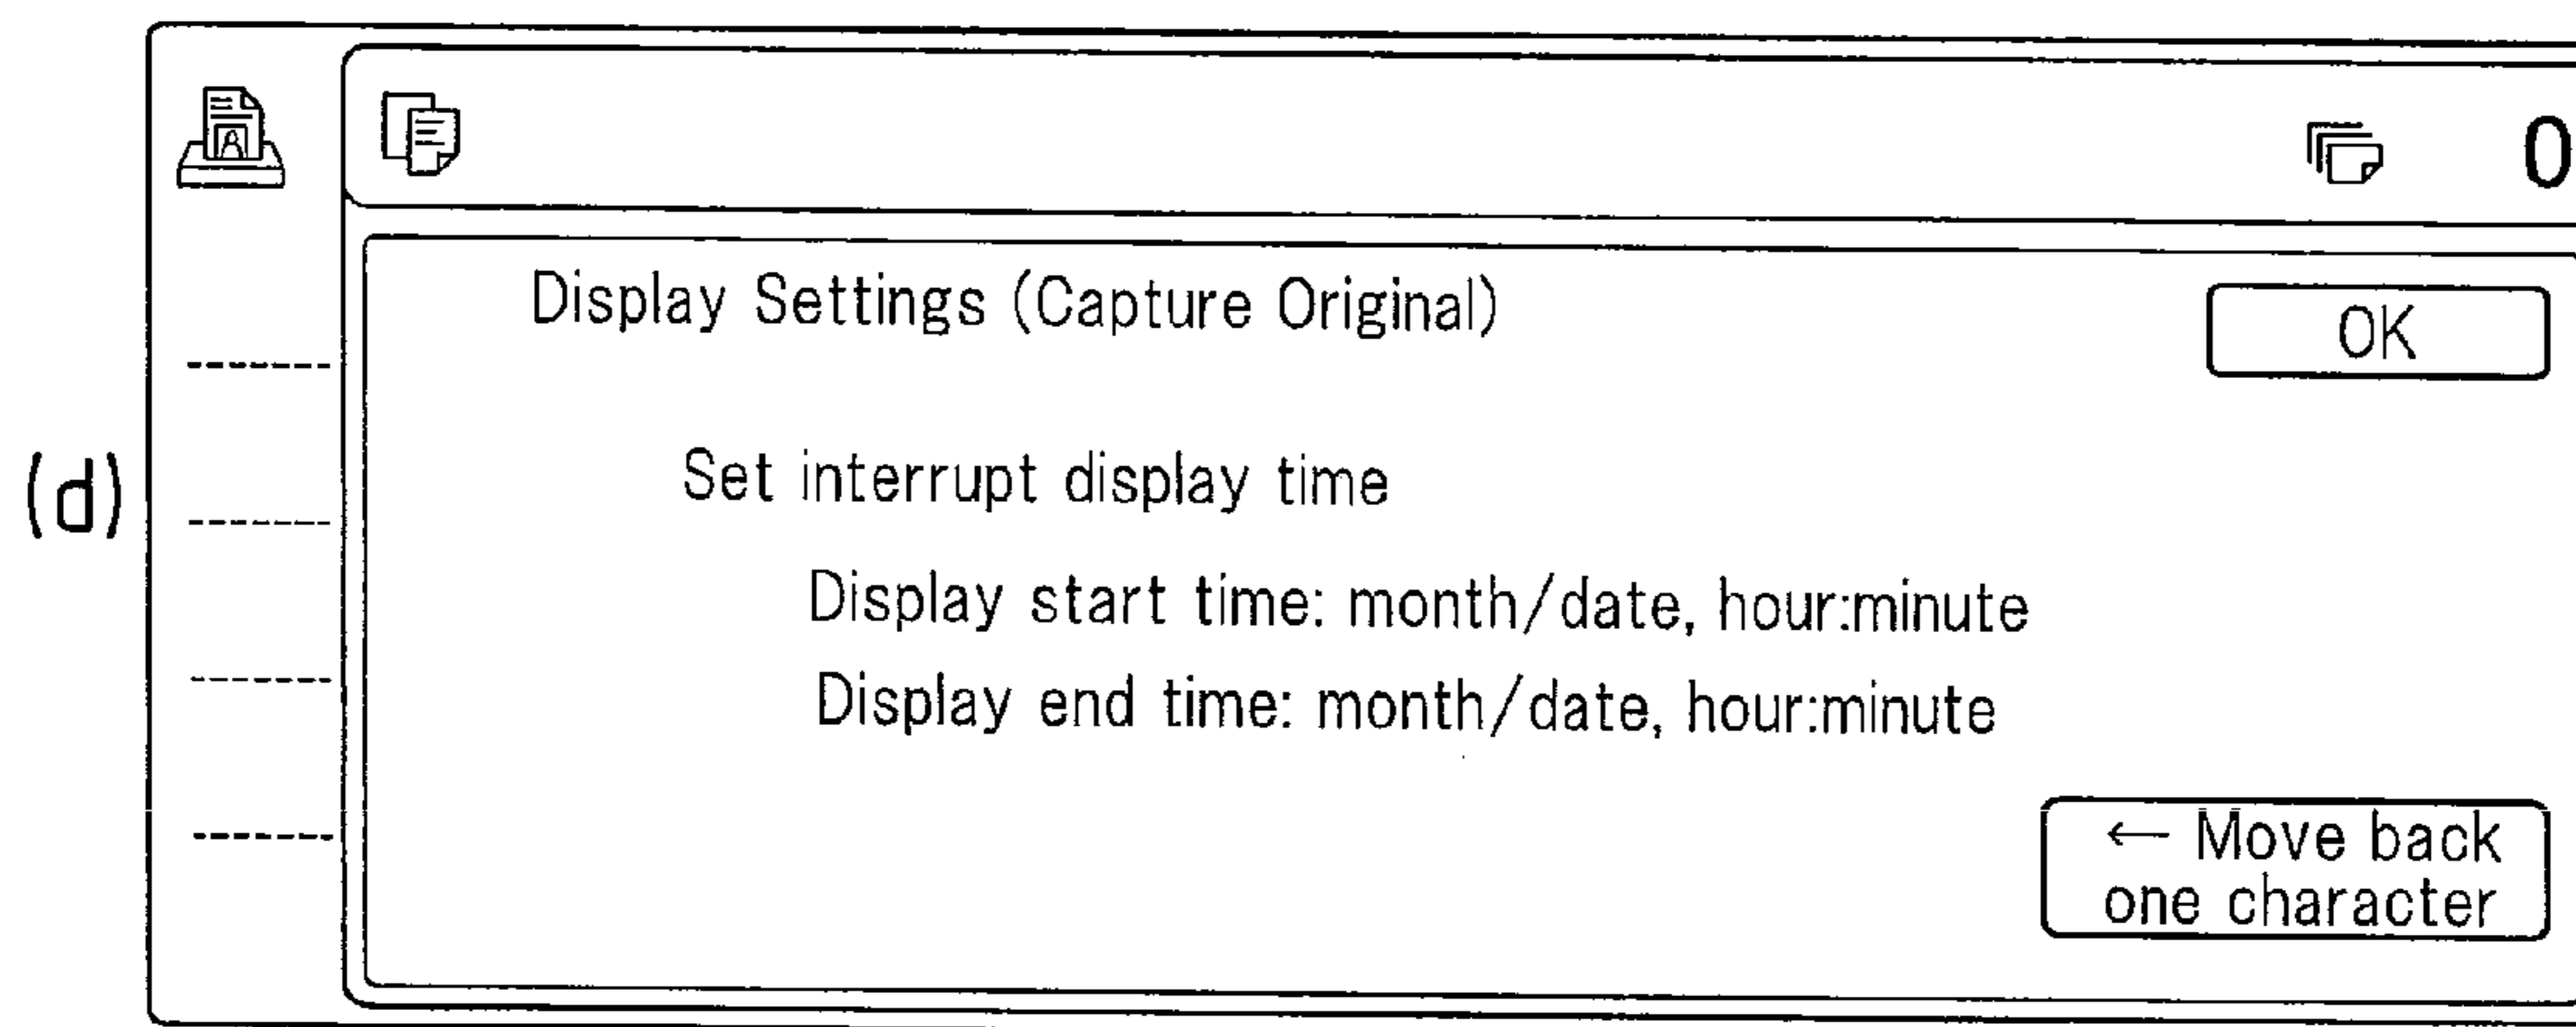 0
Display Settings (Capture Original)
OK
(d)
Set interrupt display time
Display start time: month/date, hour:minute
Display end time: month/date, hour:minute
← Move back
one character